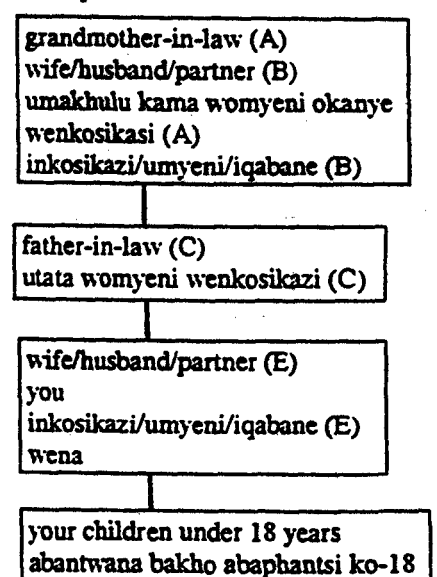 grandmother-in-law (A)
wife/husband/partner (B)
umakhulu kama womyeni okanye
wenkosikasi (A)
inkosikazi/umyeni/iqabane (B)
father-in-law (C)
utata womyeni wenkosikazi (C)
wife/husband/partner (E)
you
inkosikazi/umyeni/iqabane (E)
wena
your children under 18 years
abantwana bakho abaphantsi ko-18